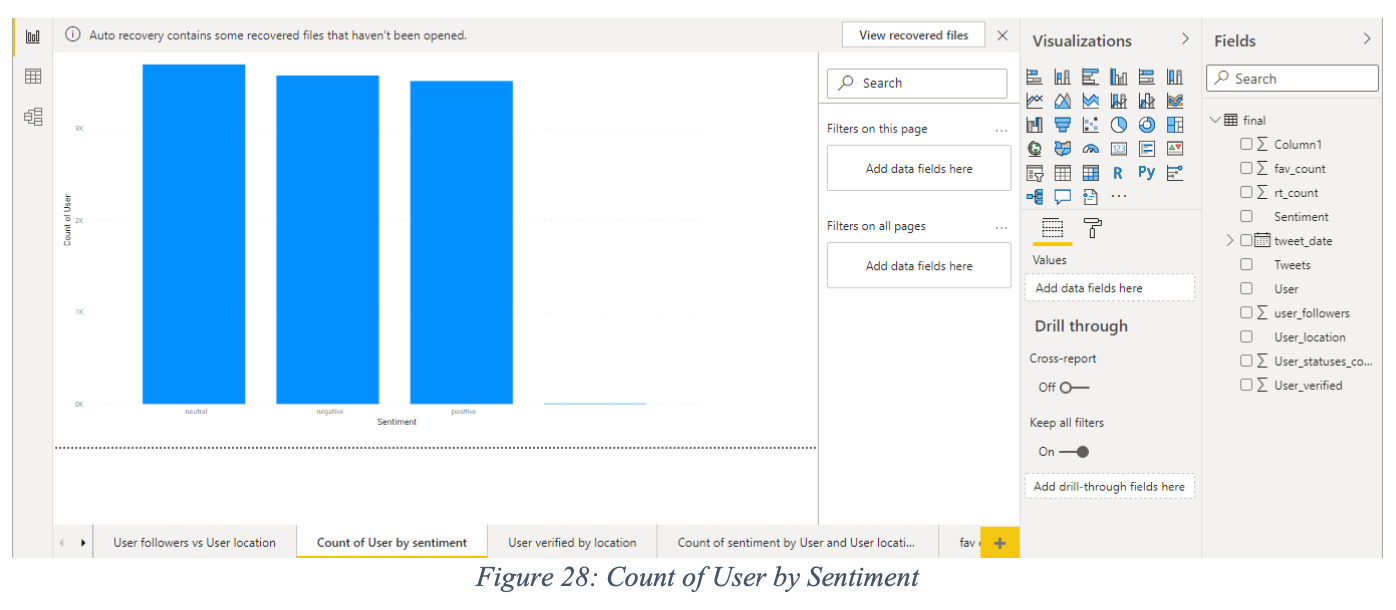 Auto recovery contains some recovered files that haven't been opened.
View recovered files
3K
2K
1K
0K
Count of User
neutral
negative
positive
Sentiment
Search
Filters on this page
...
Add data fields here
Filters on all pages
...
Add data fields here
Visualizations
123
R
Py
...
Values
Add data fields here
Drill through
Cross-report
Off
Keep all filters
On
Add drill-through fields here
Fields
Search
final
Σ Column1
Σ fav_count
Σ rt_count
Sentiment
tweet_date
Tweets
User
Σ user_followers
User_location
Σ User_statuses_co...
Σ User_verified
User followers vs User location
Count of User by sentiment
User verified by location
Count of sentiment by User and User locati...
fav
+
Figure 28: Count of User by Sentiment